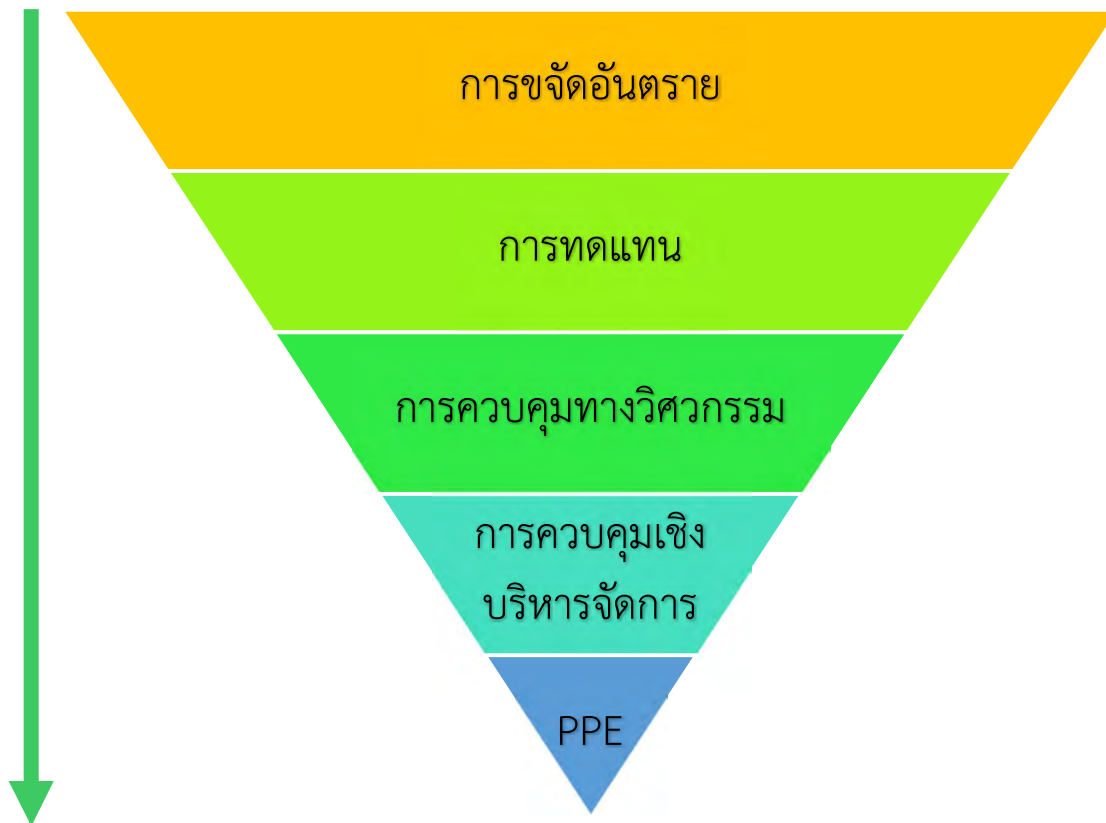 การขจัดอันตราย
การทดแทน
การควบคุมทางวิศวกรรม
การควบคุมเชิง
บริหารจัดการ
PPE